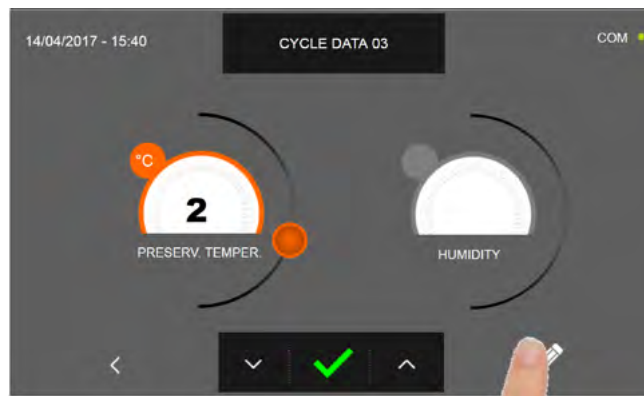 14/04/2017 - 15:40
CYCLE DATA 03
COM
°C
2
PRESERV. TEMPER.
HUMIDITY